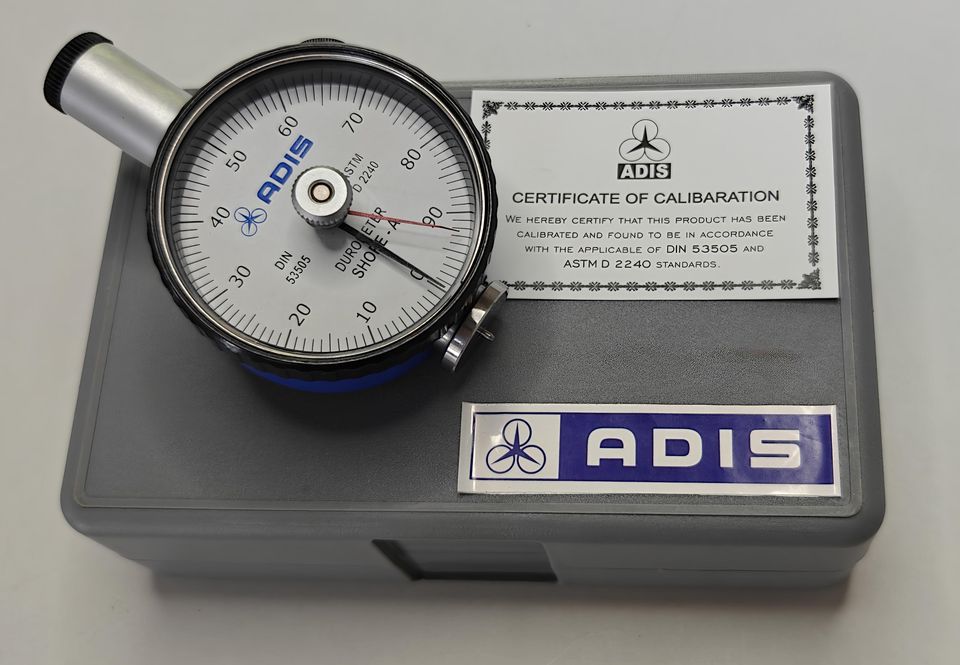 60
70
50
ADIS
ASTM
D 2240
80
40
90
DIN
53505
DUROMETER
SHORE-A
30
0
20
10
ADIS
CERTIFICATE OF CALIBARATION
WE HEREBY CERTIFY THAT THIS PRODUCT HAS BEEN
CALIBRATED AND FOUND TO BE IN ACCORDANCE
WITH THE APPLICABLE OF DIN 53505 AND
ASTM D 2240 STANDARDS.
ADIS